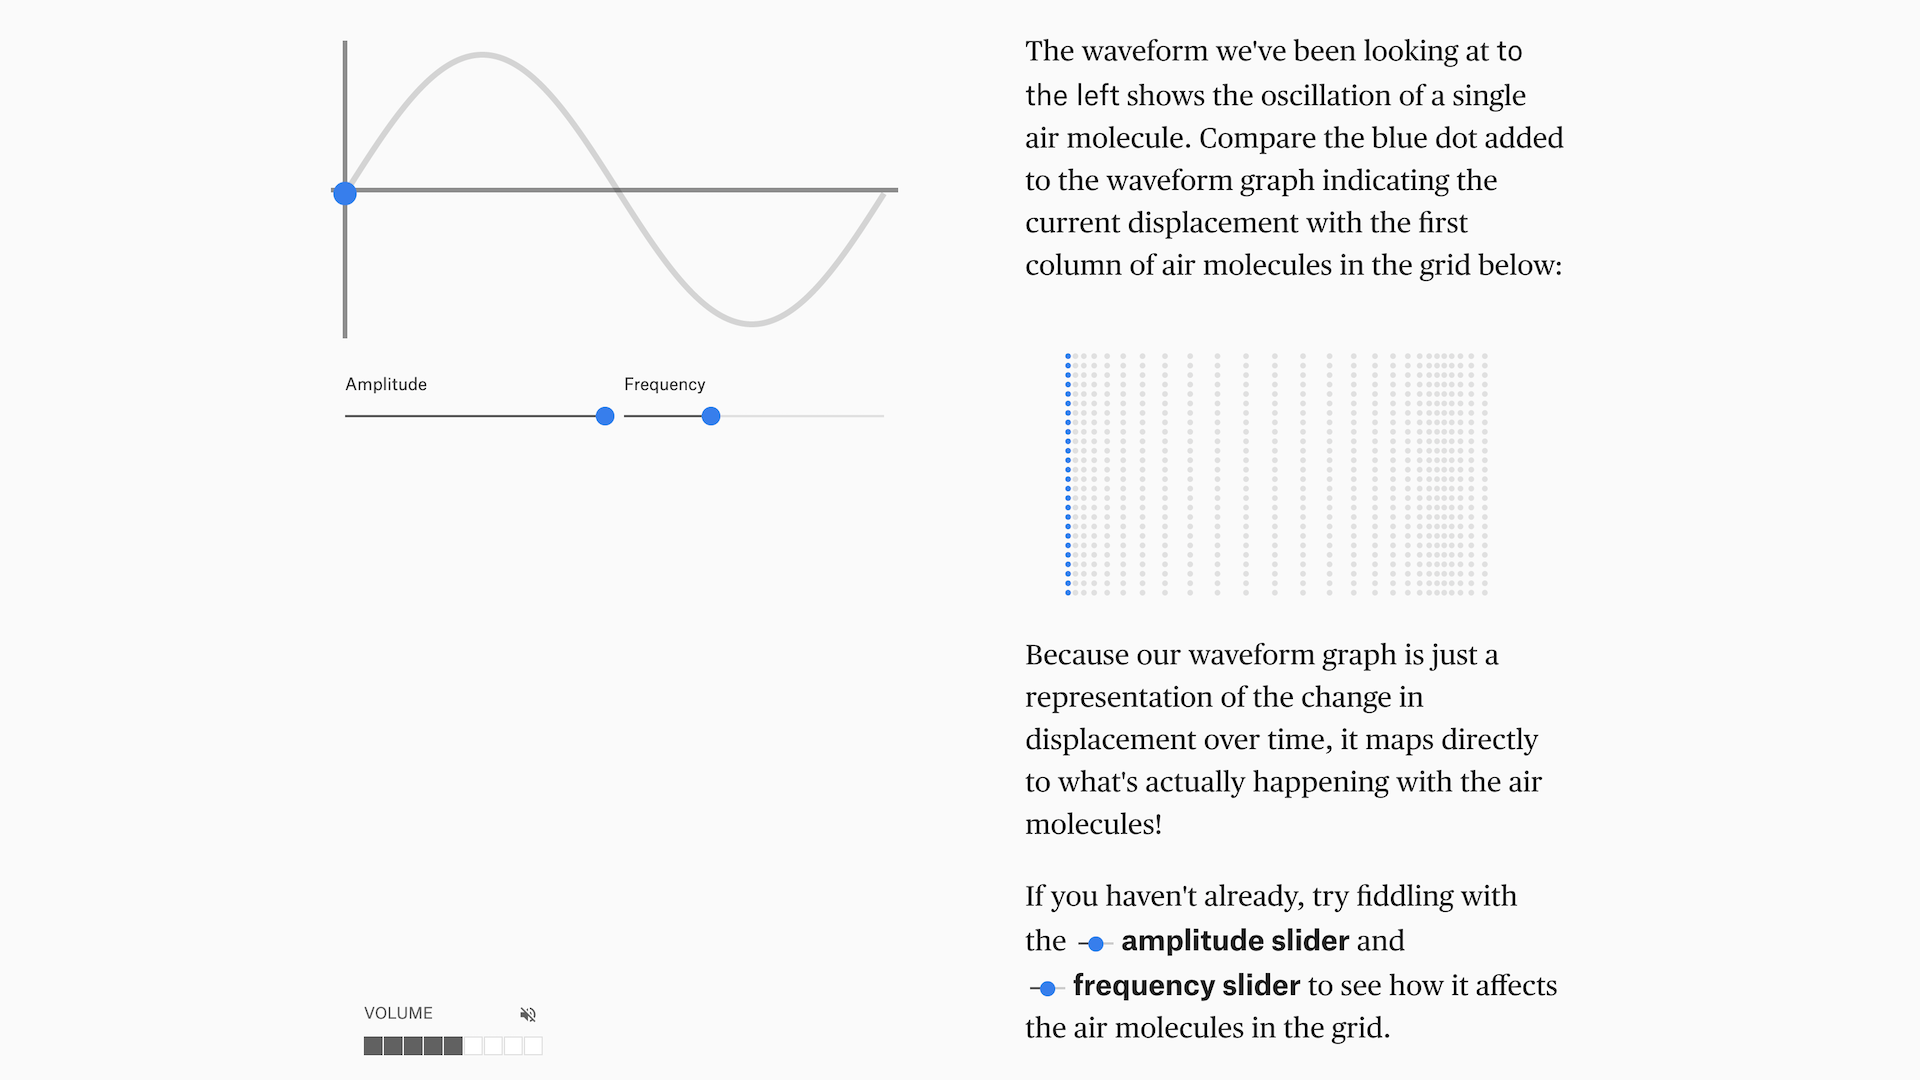 Amplitude
Frequency
VOLUME
The waveform we've been looking at to
the left shows the oscillation of a single
air molecule. Compare the blue dot added
to the waveform graph indicating the
current displacement with the first
column of air molecules in the grid below:
Because our waveform graph is just a
representation of the change in
displacement over time, it maps directly
to what's actually happening with the air
molecules!
If you haven't already, try fiddling with
the amplitude slider and
frequency slider to see how it affects
the air molecules in the grid.